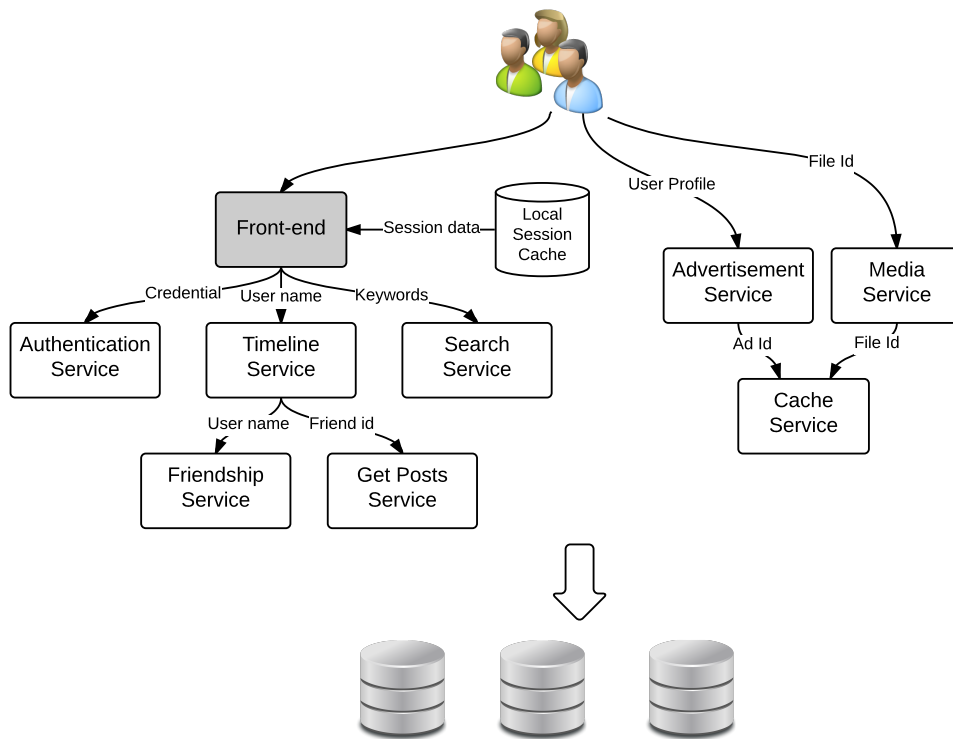 File Id
User Profile
Front-end
Session data
Local
Session
Cache
Advertisement
Service
Media
Service
Credential
User name
Keywords
Authentication
Service
Timeline
Service
Search
Service
Ad Id
File Id
Cache
Service
User name
Friend id
Friendship
Service
Get Posts
Service